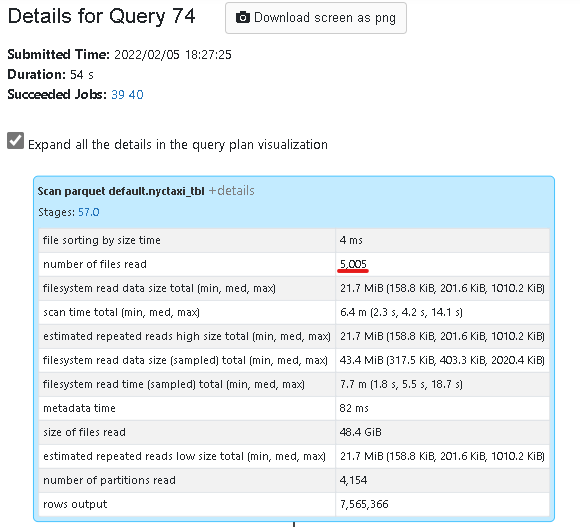 Details for Query 74
Download screen as png
Submitted Time: 2022/02/05 18:27:25
Duration: 54 s
Succeeded Jobs: 39 40
Expand all the details in the query plan visualization
Scan parquet default.nyctaxi_tbl +details
Stages: 57.0
file sorting by size time 4 ms
number of files read 5,005
filesystem read data size total (min, med, max) 21.7 MiB (158.8 KiB, 201.6 KiB, 1010.2 KiB)
scan time total (min, med, max) 6.4 m (2.3 s, 4.2 s, 14.1 s)
estimated repeated reads high size total (min, med, max) 21.7 MiB (158.8 KiB, 201.6 KiB, 1010.2 KiB)
filesystem read data size (sampled) total (min, med, max) 43.4 MiB (317.5 KiB, 403.3 KiB, 2020.4 KiB)
filesystem read time (sampled) total (min, med, max) 7.7 m (1.8 s, 5.5 s, 18.7 s)
metadata time 82 ms
size of files read 48.4 GiB
estimated repeated reads low size total (min, med, max) 21.7 MiB (158.8 KiB, 201.6 KiB, 1010.2 KiB)
number of partitions read 4,154
rows output 7,565,366